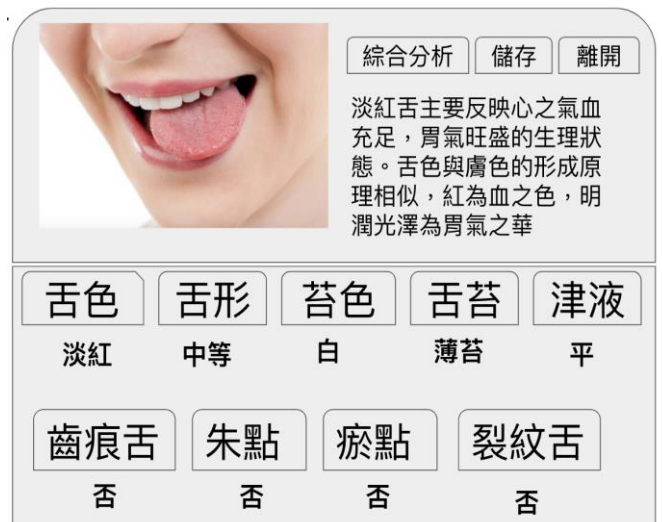 綜合分析 儲存 離開
淡紅舌主要反映心之氣血
充足，胃氣旺盛的生理狀
態。舌色與膚色的形成原
理相似，紅為血之色，明
潤光澤為胃氣之華
舌色 舌形 苔色 舌苔 津液
淡紅 中等 白 薄苔 平
齒痕舌 朱點 瘀點 裂紋舌
否 否 否 否